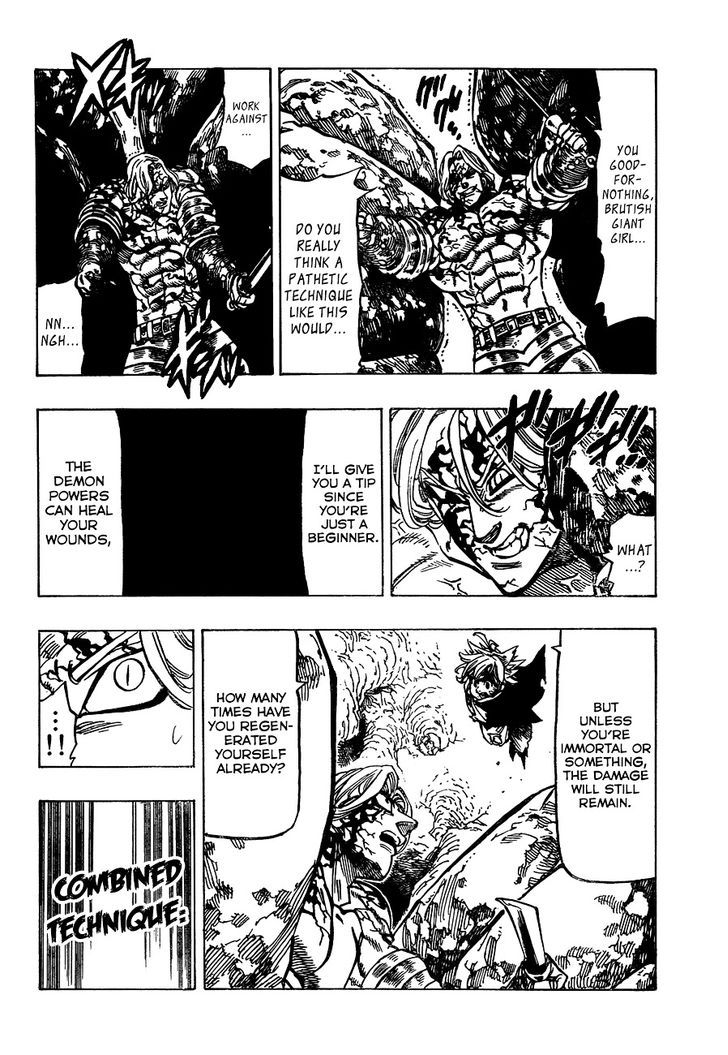 YOU
GOOD-
FOR-
NOTHING,
BRUTISH
GIANT
GIRL...
DO YOU
REALLY
THINK A
PATHETIC
TECHNIQUE
LIKE THIS
WOULD...
WORK
AGAINST
...
NN...
NGH...
WHAT
...?
I'LL GIVE
YOU A TIP
SINCE
YOU'RE
JUST A
BEGINNER.
THE
DEMON
POWERS
CAN HEAL
YOUR
WOUNDS,
BUT
UNLESS
YOU'RE
IMMORTAL OR
SOMETHING,
THE DAMAGE
WILL STILL
REMAIN.
HOW MANY
TIMES HAVE
YOU REGEN-
ERATED
YOURSELF
ALREADY?
...!!
COMBINED
TECHNIQUE: